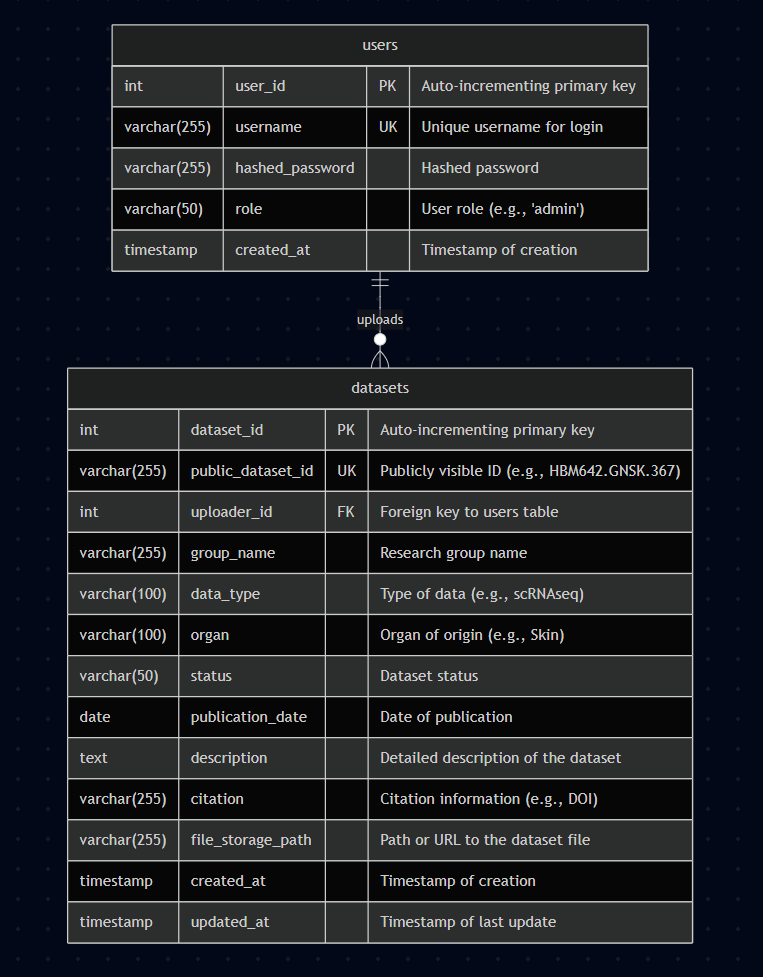 users
int user_id PK Auto-incrementing primary key
varchar(255) username UK Unique username for login
varchar(255) hashed_password Hashed password
varchar(50) role User role (e.g., 'admin')
timestamp created_at Timestamp of creation
uploads
datasets
int dataset_id PK Auto-incrementing primary key
varchar(255) public_dataset_id UK Publicly visible ID (e.g., HBM642.GNSK.367)
int uploader_id FK Foreign key to users table
varchar(255) group_name Research group name
varchar(100) data_type Type of data (e.g., scRNAseq)
varchar(100) organ Organ of origin (e.g., Skin)
varchar(50) status Dataset status
date publication_date Date of publication
text description Detailed description of the dataset
varchar(255) citation Citation information (e.g., DOI)
varchar(255) file_storage_path Path or URL to the dataset file
timestamp created_at Timestamp of creation
timestamp updated_at Timestamp of last update